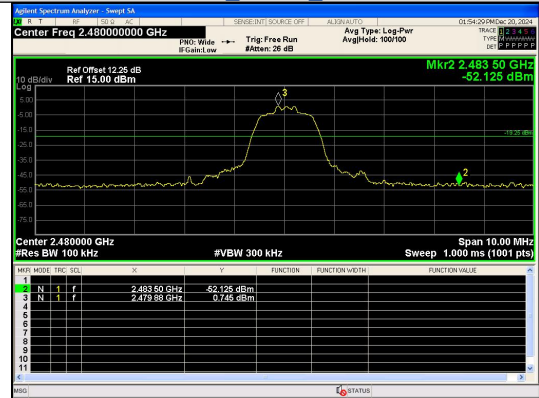 Agilent Spectrum Analyzer - Swept SA
R T RF 50 Ω AC SENSE:INT SOURCE OFF ALIGNAUTO 01:54:29 PM Dec 20, 2024
Center Freq 2.480000000 GHz
PNO: Wide
IFGain:Low
Trig: Free Run
#Atten: 26 dB
Avg Type: Log-Pwr
Avg|Hold: 100/100
TRACE 1 2 3 4 5 6
TYPE M
DET P P P P P P
Ref Offset 12.25 dB
Ref 15.00 dBm
10 dB/div
Log
Mkr2 2.483 50 GHz
-52.125 dBm
5.00
-5.00
-15.0
-25.0
-35.0
-45.0
-55.0
-65.0
-75.0
3
-19.25 dBm
2
Center 2.480000 GHz
#Res BW 100 kHz
#VBW 300 kHz
Span 10.00 MHz
Sweep 1.000 ms (1001 pts)
MKR MODE TRC SCL X Y FUNCTION FUNCTION WIDTH FUNCTION VALUE
1
2 N 1 f 2.483 50 GHz -52.125 dBm
3 N 1 f 2.479 88 GHz 0.745 dBm
4
5
6
7
8
9
10
11
MSG STATUS